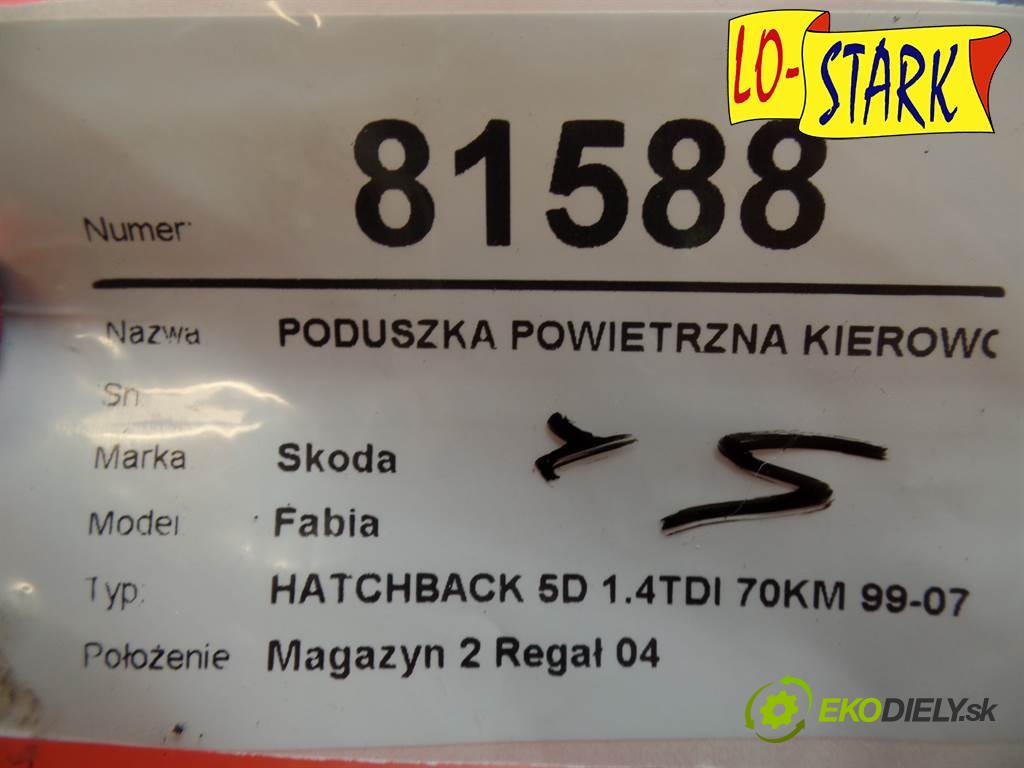 LO-STARK
Numer: 81588
Nazwa PODUSZKA POWIETRZNA KIEROWC
Sn
Marka Skoda
Model Fabia
Typ: HATCHBACK 5D 1.4TDI 70KM 99-07
Położenie Magazyn 2 Regał 04
EKODIELY.sk